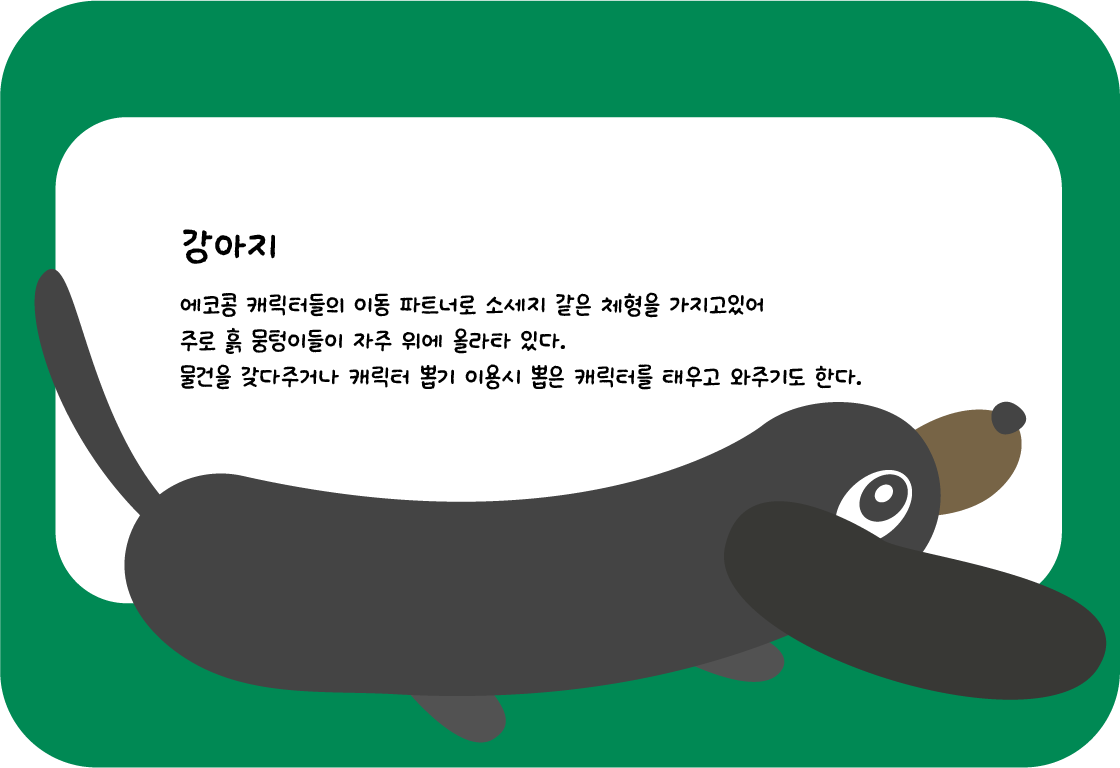 강아지
에코콩 캐릭터들의 이동 파트너로 소세지 같은 체형을 가지고있어
주로 흙 뭉텅이들이 자주 위에 올라타 있다.
물건을 갖다주거나 캐릭터 뽑기 이용시 뽑은 캐릭터를 태우고 와주기도 한다.